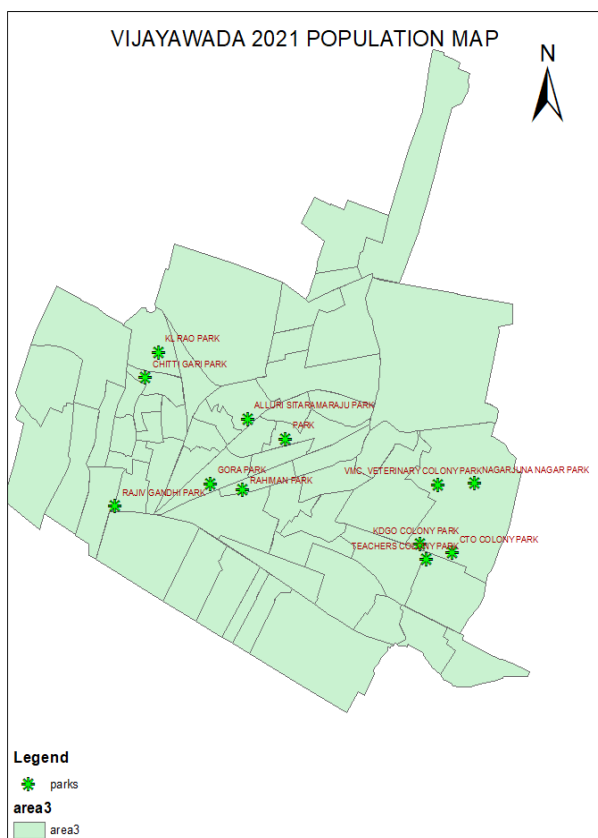 VIJAYAWADA 2021 POPULATION MAP
N
KL RAO PARK
CHITTI GARI PARK
ALLURI SITARAMARAJU PARK
PARK
GORA PARK
VMC, VETERINARY COLONY PARK
NAGARJUNA NAGAR PARK
RAHIMAN PARK
RAJIV GANDHI PARK
KDGO COLONY PARK
CTO COLONY PARK
TEACHERS COLONY PARK
Legend
parks
area3
area3